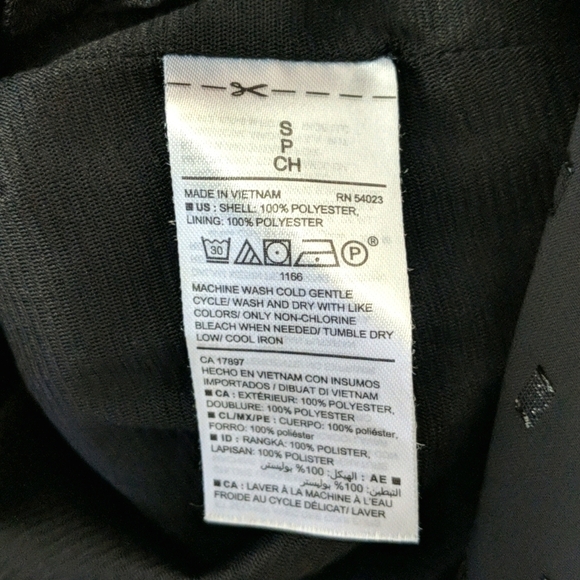 S
P
CH
MADE IN VIETNAM RN 54023
■ US : SHELL: 100% POLYESTER,
LINING: 100% POLYESTER
30 P ®
1166
MACHINE WASH COLD GENTLE
CYCLE/ WASH AND DRY WITH LIKE
COLORS/ ONLY NON-CHLORINE
BLEACH WHEN NEEDED/ TUMBLE DRY
LOW/ COOL IRON
CA 17897
HECHO EN VIETNAM CON INSUMOS
IMPORTADOS / DIBUAT DI VIETNAM
■ CA : EXTÉRIEUR: 100% POLYESTER,
DOUBLURE: 100% POLYESTER
■ CL/MX/PE : CUERPO: 100% poliéster,
FORRO: 100% poliéster
■ ID : RANGKA: 100% POLISTER,
LAPISAN: 100% POLISTER
■ AE : الهيكل: 100% بوليستر
التبطين: 100% بوليستر
■ CA : LAVER À LA MACHINE À L'EAU
FROIDE AU CYCLE DÉLICAT/ LAVER